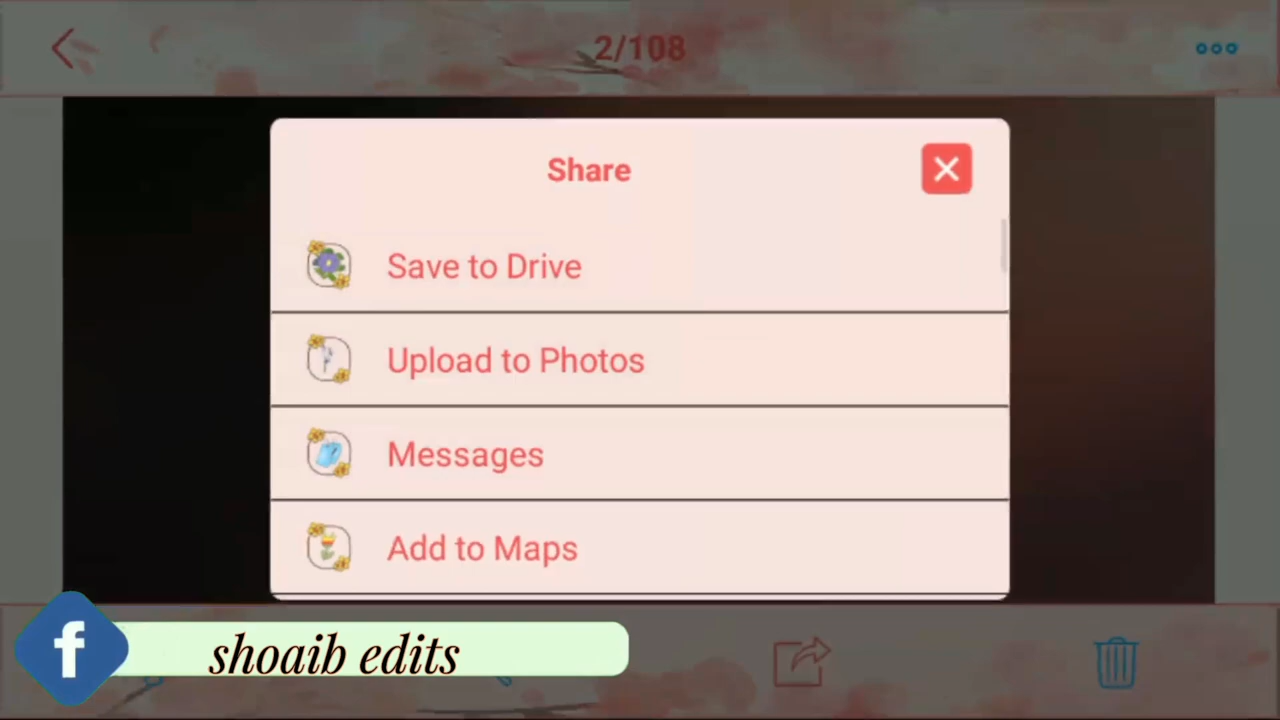 2/108
Share
Save to Drive
Upload to Photos
Messages
Add to Maps
f
shoaib edits